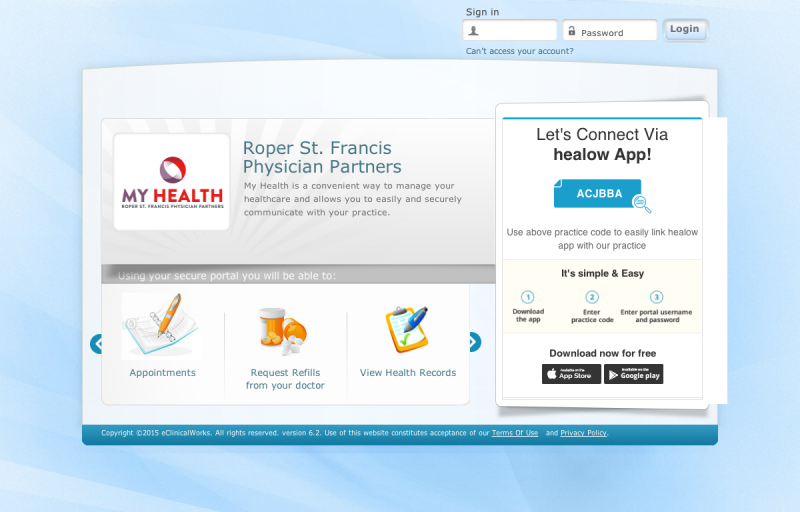 Sign in
Password
Login
Can't access your account?
MY HEALTH
ROPER ST. FRANCIS PHYSICIAN PARTNERS
Roper St. Francis
Physician Partners
My Health is a convenient way to manage your
healthcare and allows you to easily and securely
communicate with your practice.
Using your secure portal you will be able to:
Appointments
Request Refills
from your doctor
View Health Records
Let's Connect Via
healow App!
ACJBBA
Use above practice code to easily link healow
app with our practice
It's simple & Easy
1
Download
the app
2
Enter
practice code
3
Enter portal username
and password
Download now for free
Available on the
App Store
Available on the
Google play
Copyright ©2015 eClinicalWorks. All rights reserved, version 6.2. Use of this website constitutes acceptance of our Terms Of Use and Privacy Policy.